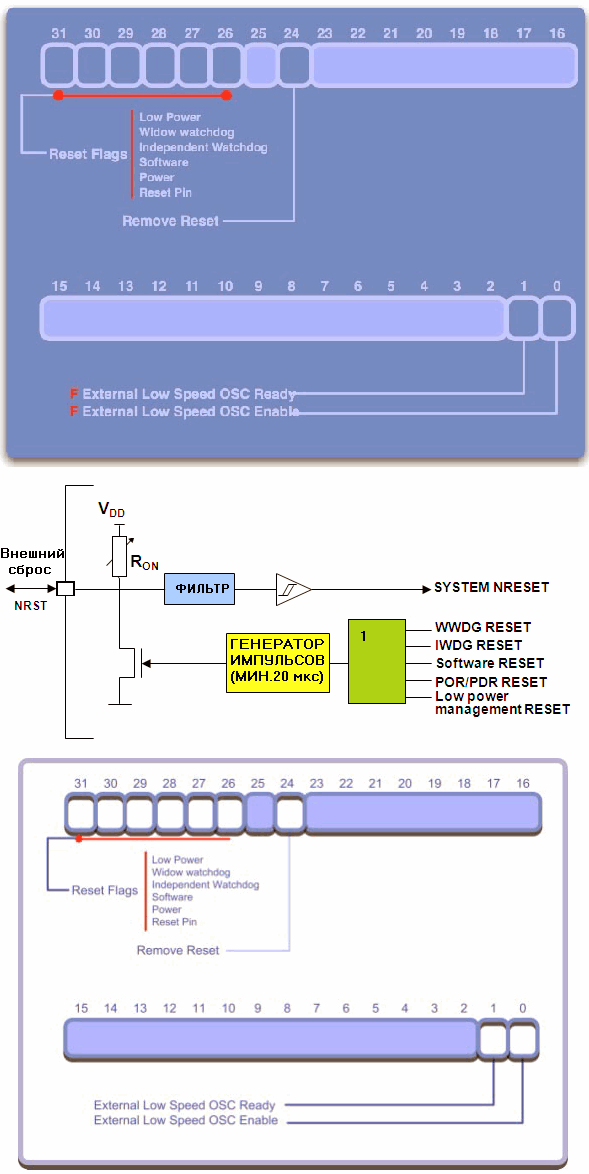 31 30 29 28 27 26 25 24 23 22 21 20 19 18 17 16
Low Power
Widow watchdog
Reset Flags
Independent Watchdog
Software
Power
Reset Pin
Remove Reset
15 14 13 12 11 10 9 8 7 6 5 4 3 2 1 0
F External Low Speed OSC Ready
F External Low Speed OSC Enable
VDD
Внешний
сброс
RON
NRST
ФИЛЬТР
SYSTEM NRESET
ГЕНЕРАТОР
ИМПУЛЬСОВ
(МИН.20 мкс)
1
WWDG RESET
IWDG RESET
Software RESET
POR/PDR RESET
Low power
management RESET
31 30 29 28 27 26 25 24 23 22 21 20 19 18 17 16
Low Power
Widow watchdog
Reset Flags
Independent Watchdog
Software
Power
Reset Pin
Remove Reset
15 14 13 12 11 10 9 8 7 6 5 4 3 2 1 0
External Low Speed OSC Ready
External Low Speed OSC Enable